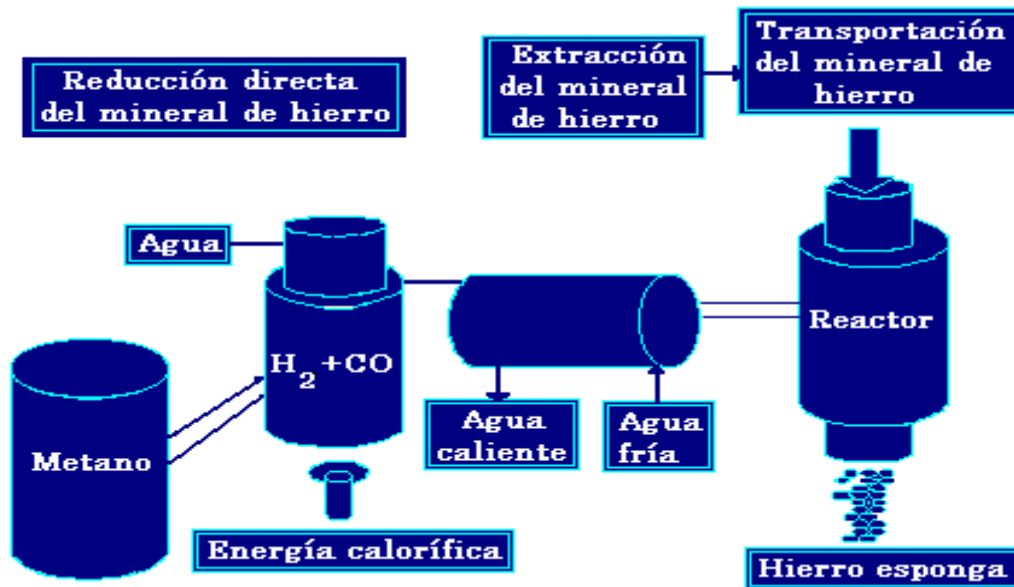 Reducción directa
del mineral de hierro
Extracción
del mineral
de hierro
Transportación
del mineral de
hierro
Agua
H2+CO
Metano
Energía calorífica
Agua
caliente
Agua
fría
Reactor
Hierro esponga